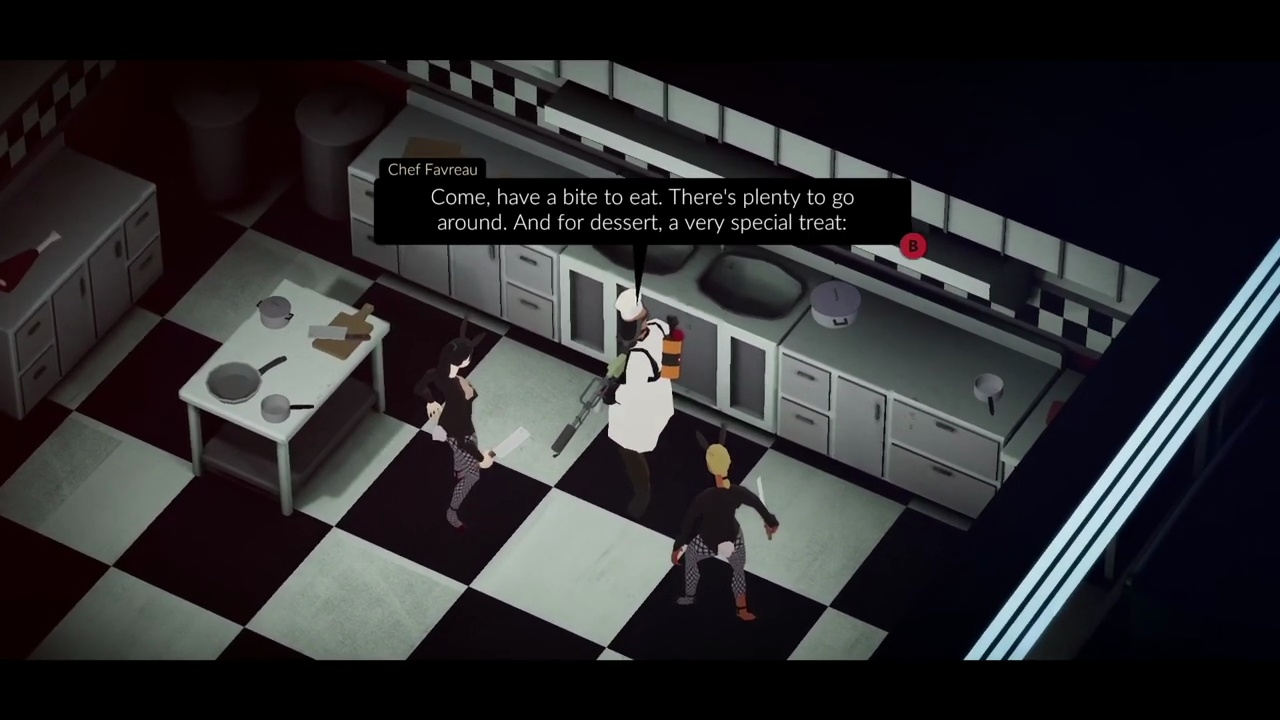 Chef Favreau
Come, have a bite to eat. There's plenty to go
around. And for dessert, a very special treat:
B